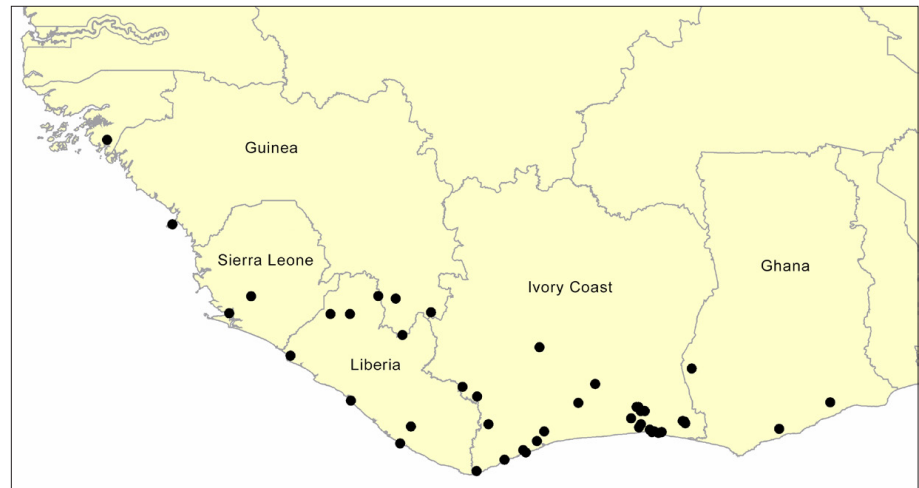 Guinea
Sierra Leone
Ghana
Ivory Coast
Liberia